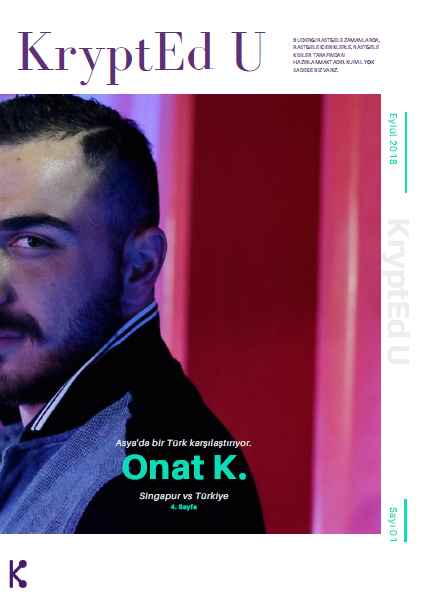 KryptEd U
BU DERGİ RASTGELE ZAMANLARDA,
RASTGELE İÇERİKLERLE, RASTGELE
KİŞİLER TARAFINDAN
HAZIRLANMAKTADIR. KURAL YOK
SADECE BİZ VARIZ.
Eylül 2018
KryptEd U
Asya'da bir Türk karşılaştırıyor.
Onat K.
Singapur vs Türkiye
4. Sayfa
Sayı 01
K